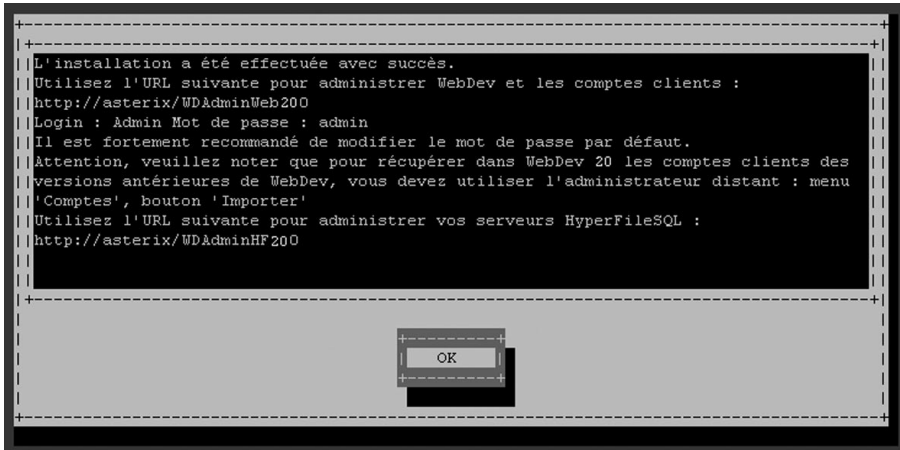 L'installation a été effectuée avec succès.
Utilisez l'URL suivante pour administrer WebDev et les comptes clients :
http://asterix/WDAdminWeb200
Login : Admin Mot de passe : admin
Il est fortement recommandé de modifier le mot de passe par défaut.
Attention, veuillez noter que pour récupérer dans WebDev 20 les comptes clients des
versions antérieures de WebDev, vous devez utiliser l'administrateur distant : menu
'Comptes', bouton 'Importer'
Utilisez l'URL suivante pour administrer vos serveurs HyperFileSQL :
http://asterix/WDAdminHF200
OK